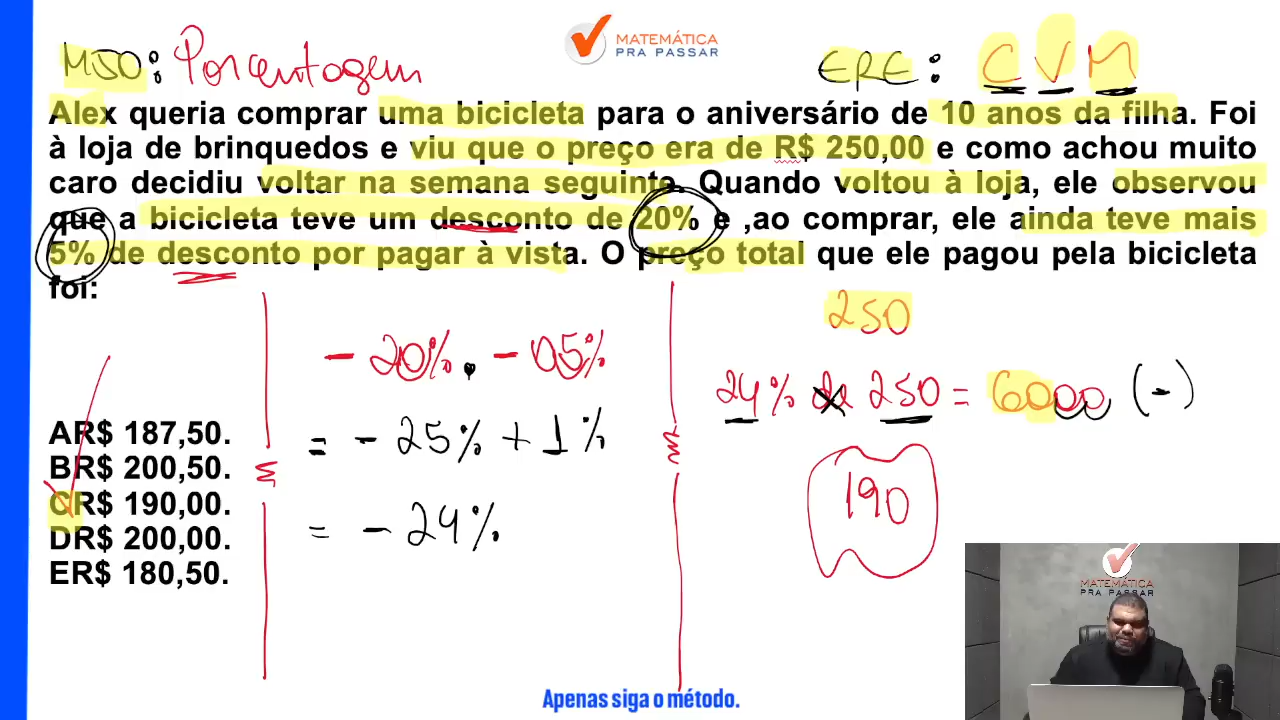 MATEMÁTICA
PRA PASSAR
MSO: Porcentagem
ERE: C V M
Alex queria comprar uma bicicleta para o aniversário de 10 anos da filha. Foi
à loja de brinquedos e viu que o preço era de R$ 250,00 e como achou muito
caro decidiu voltar na semana seguinte. Quando voltou à loja, ele observou
que a bicicleta teve um desconto de 20% e ,ao comprar, ele ainda teve mais
5% de desconto por pagar à vista. O preço total que ele pagou pela bicicleta
foi:
AR$ 187,50.
BR$ 200,50.
CR$ 190,00.
DR$ 200,00.
ER$ 180,50.
- 20% . - 05%
= - 25% + 1%
= - 24%
250
24% de 250 = 6000 (-)
190
MATEMÁTICA
PRA PASSAR
Apenas siga o método.